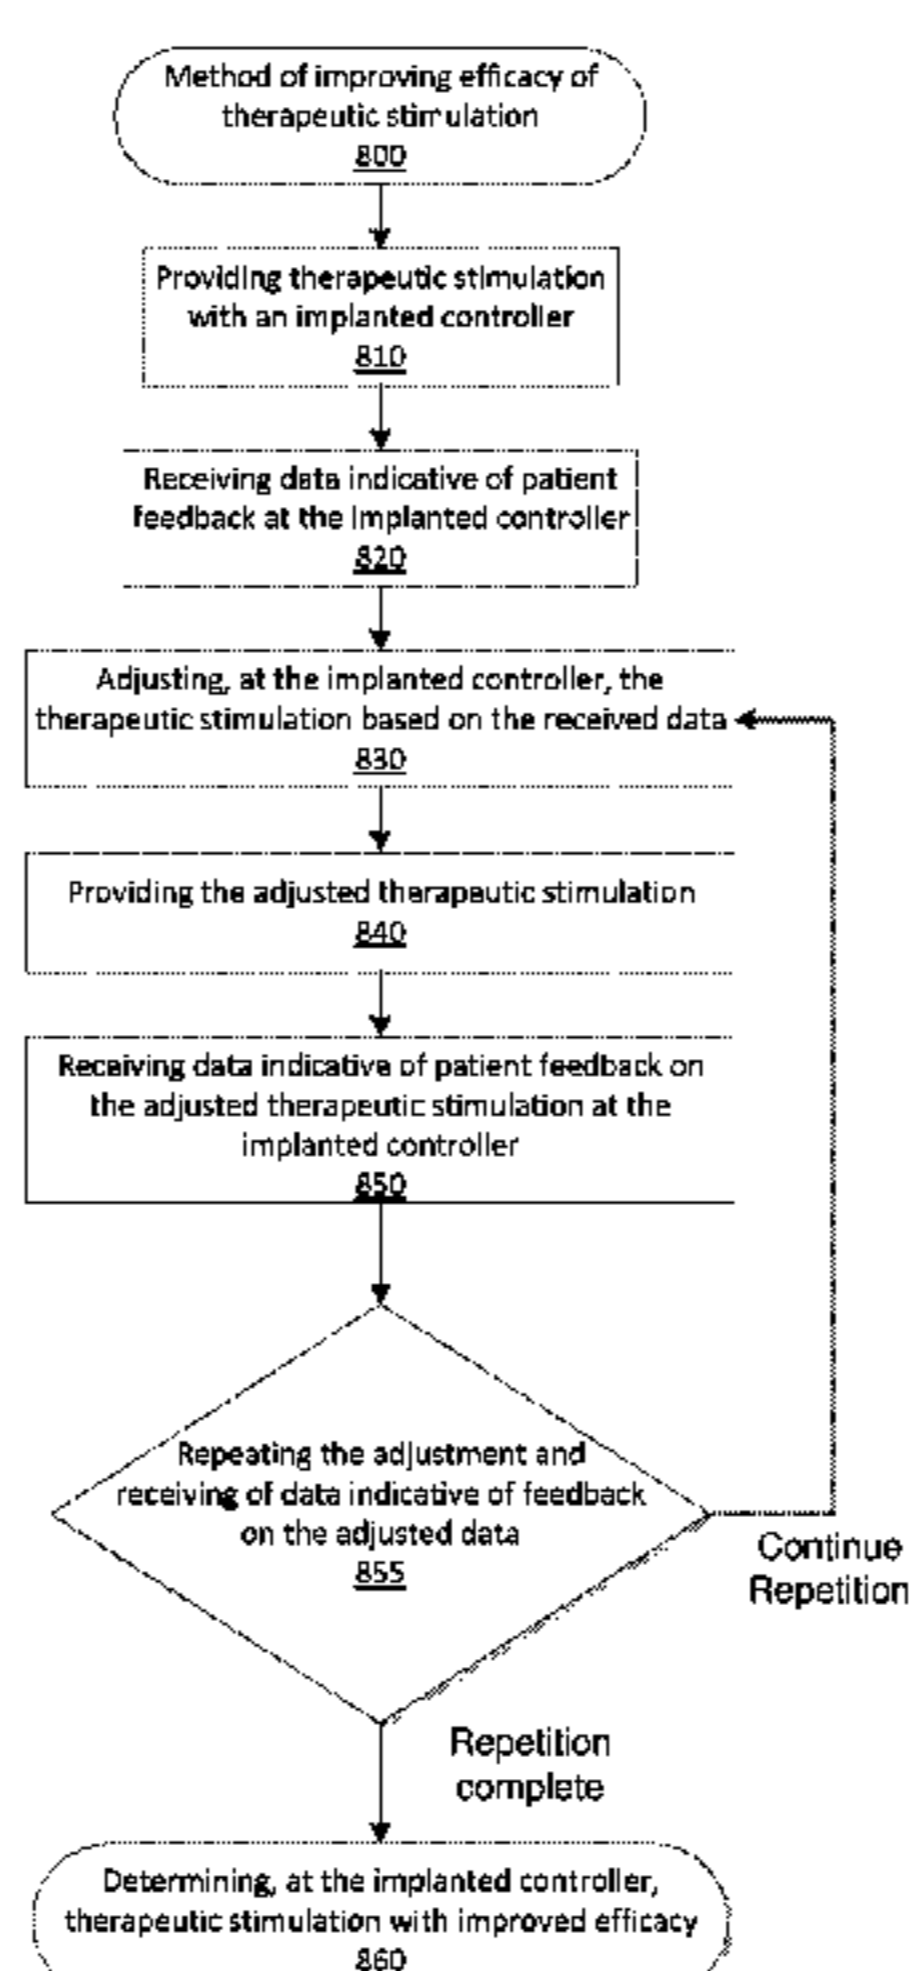 Method of improving efficacy of
therapeutic stimulation
800
Providing therapeutic stimulation
with an implanted controller
810
Receiving data indicative of patient
feedback at the implanted controller
820
Adjusting, at the implanted controller, the
therapeutic stimulation based on the received data
830
Providing the adjusted therapeutic stimulation
840
Receiving data indicative of patient feedback on
the adjusted therapeutic stimulation at the
implanted controller
850
Repeating the adjustment and
receiving of data indicative of feedback
on the adjusted data
855
Continue
Repetition
Repetition
complete
Determining, at the implanted controller,
therapeutic stimulation with improved efficacy
860